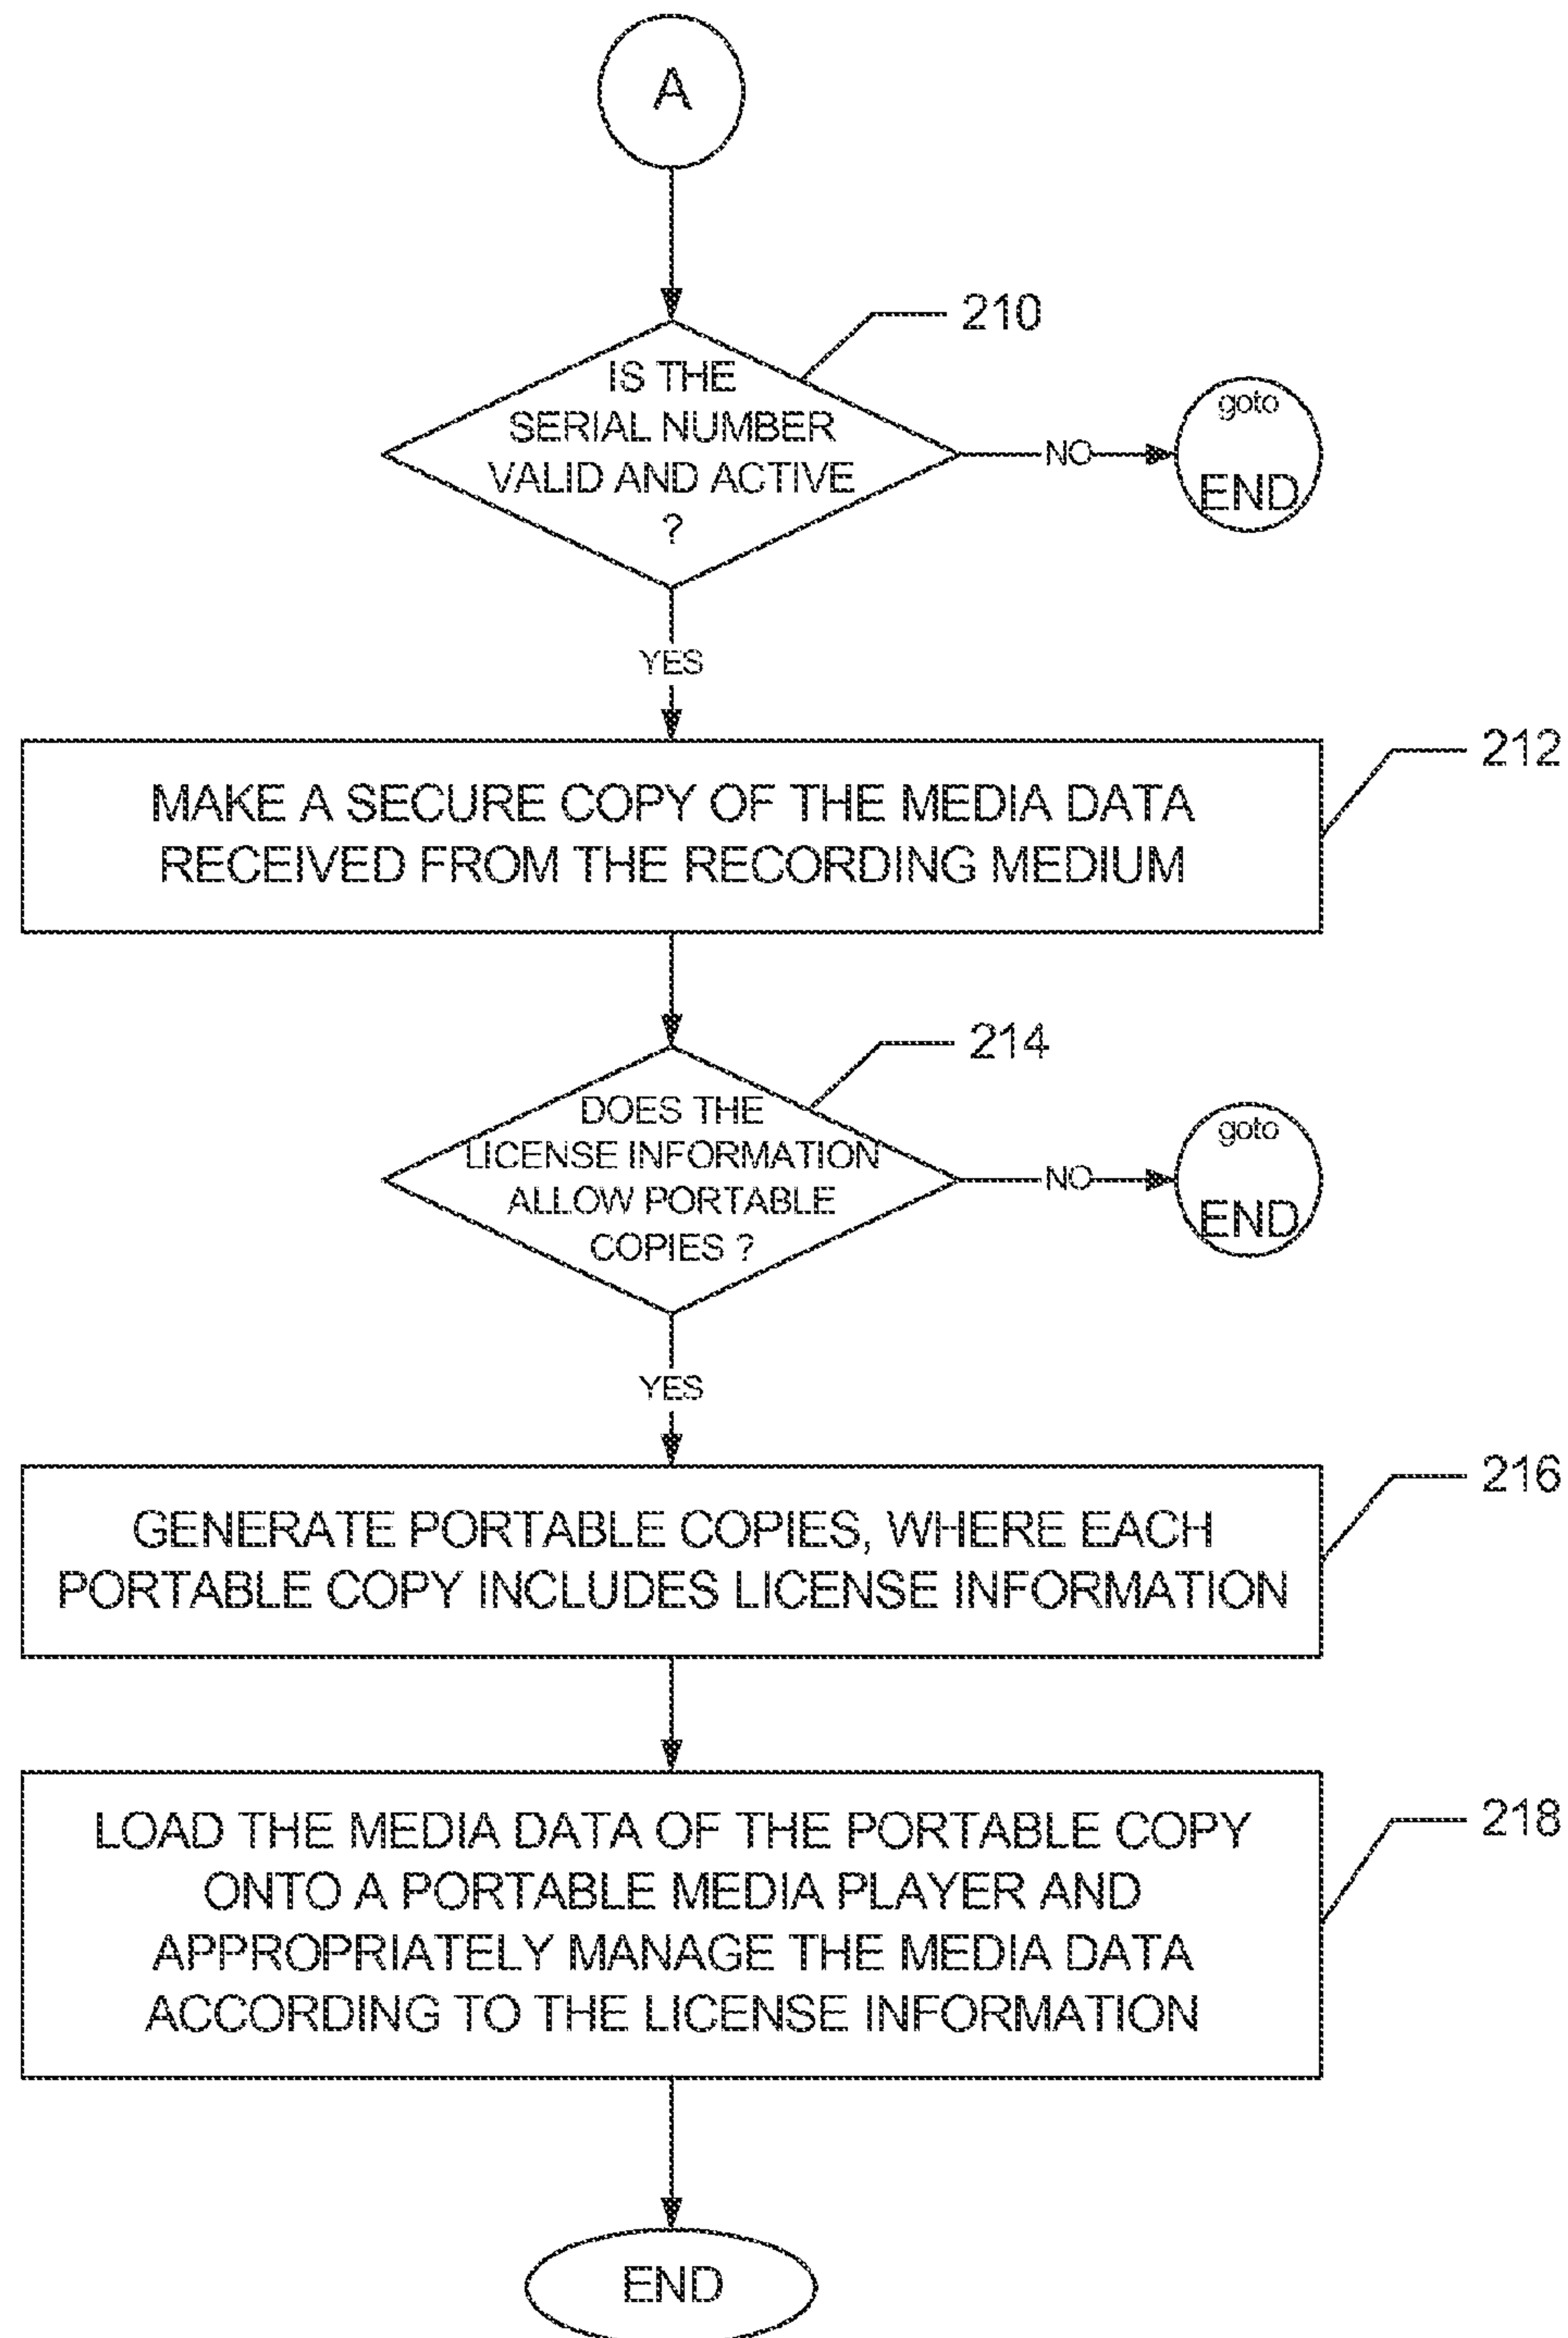 A
210
IS THE
SERIAL NUMBER
VALID AND ACTIVE
?
NO
goto
END
YES
212
MAKE A SECURE COPY OF THE MEDIA DATA
RECEIVED FROM THE RECORDING MEDIUM
214
DOES THE
LICENSE INFORMATION
ALLOW PORTABLE
COPIES ?
NO
goto
END
YES
216
GENERATE PORTABLE COPIES, WHERE EACH
PORTABLE COPY INCLUDES LICENSE INFORMATION
218
LOAD THE MEDIA DATA OF THE PORTABLE COPY
ONTO A PORTABLE MEDIA PLAYER AND
APPROPRIATELY MANAGE THE MEDIA DATA
ACCORDING TO THE LICENSE INFORMATION
END